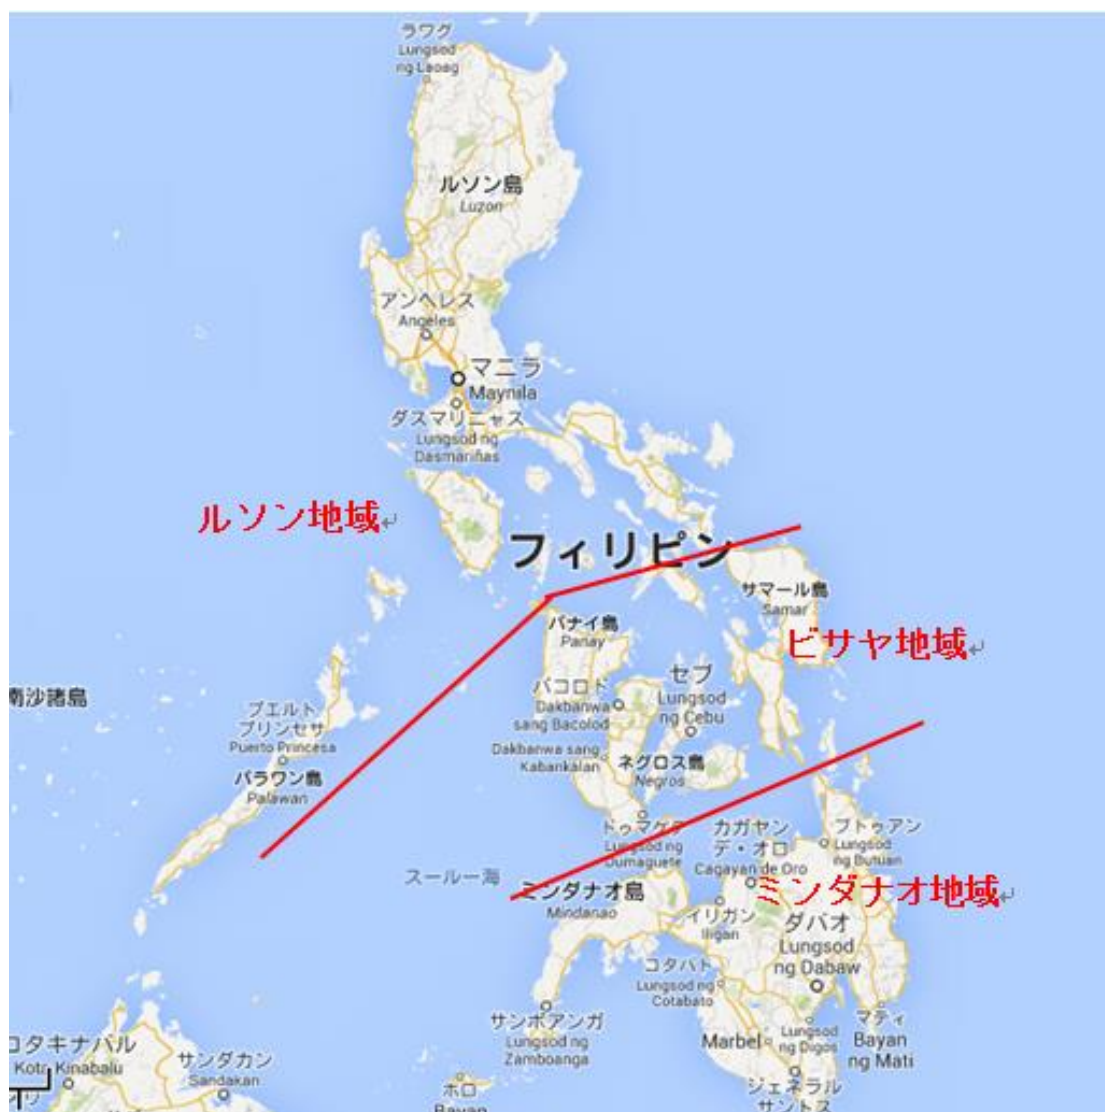 ラワグ
Lungsod
ng Laoag
ルソン島
Luzon
アンヘレス
Angeles
マニラ
Maynila
ダスマリニャス
Lungsod ng
Dasmariñas
ルソン地域
フィリピン
サマール島
Samar
パナイ島
Panay
ビサヤ地域
セブ
Lungsod
ng Cebu
バコロド
Dakbanwa
sang Bacolod
南沙諸島
プエルト
プリンセサ
Puerto Princesa
Dakbanwa sang
Kabankalan
ネグロス島
Negros
パラワン島
Palawan
ドゥマゲテ
Lungsod ng
Dumaguete
カガヤン
デ・オロ
Cagayan de Oro
ブトゥアン
Lungsod
ng Butuan
スールー海
ミンダナオ島
Mindanao
ミンダナオ地域
イリガン
Iligan
ダバオ
Lungsod
ng Dabaw
コタバト
Lungsod ng
Cotabato
サンボアンガ
Lungsod ng
Zamboanga
マティ
Bayan
ng Mati
Marbel
Lungsod
ng Digos
コタキナバル
Kota Kinabalu
サンダカン
Sandakan
ホロ
Bayan
ジェネラル
サントス